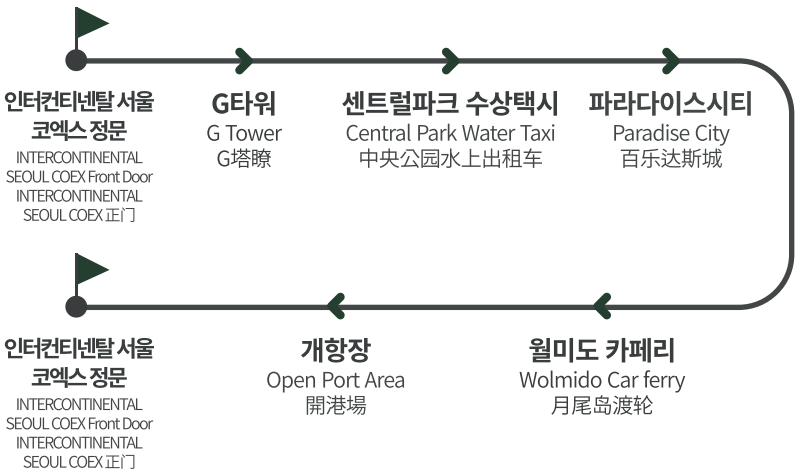 인터컨티넨탈 서울
코엑스 정문
INTERCONTINENTAL
SEOUL COEX Front Door
INTERCONTINENTAL
SEOUL COEX 正门
G타워
G Tower
G塔瞭
센트럴파크 수상택시
Central Park Water Taxi
中央公园水上出租车
파라다이스시티
Paradise City
百乐达斯城
인터컨티넨탈 서울
코엑스 정문
INTERCONTINENTAL
SEOUL COEX Front Door
INTERCONTINENTAL
SEOUL COEX 正门
개항장
Open Port Area
開港場
월미도 카페리
Wolmido Car ferry
月尾岛渡轮